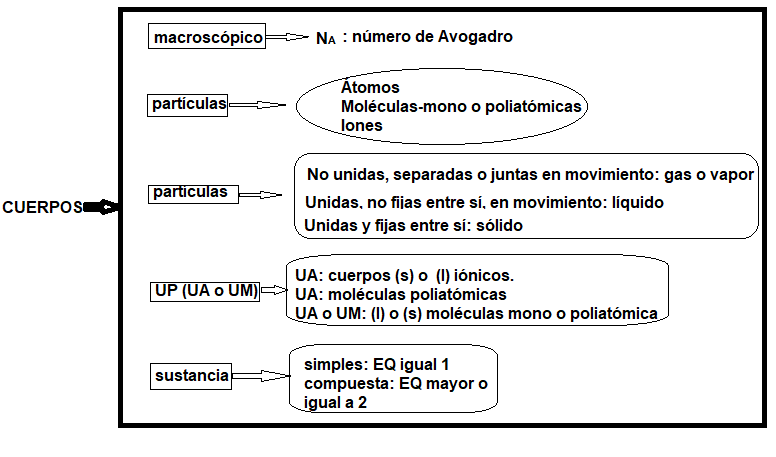 macroscópico
NA : número de Avogadro
partículas
Átomos
Moléculas-mono o poliatómicas
Iones
partículas
No unidas, separadas o juntas en movimiento: gas o vapor
Unidas, no fijas entre sí, en movimiento: líquido
Unidas y fijas entre sí: sólido
CUERPOS
UP (UA o UM)
UA: cuerpos (s) o (l) iónicos.
UA: moléculas poliatómicas
UA o UM: (l) o (s) moléculas mono o poliatómica
sustancia
simples: EQ igual 1
compuesta: EQ mayor o
igual a 2